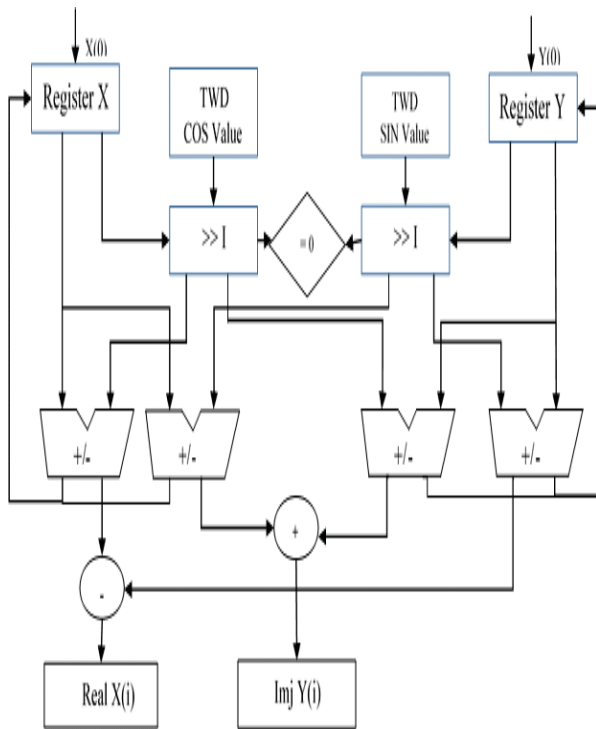 X(0)
Y(0)
Register X
TWD
COS Value
TWD
SIN Value
Register Y
>> I
= 0
>> I
+/-
+/-
+/-
+/-
+
-
Real X(i)
Imj Y(i)